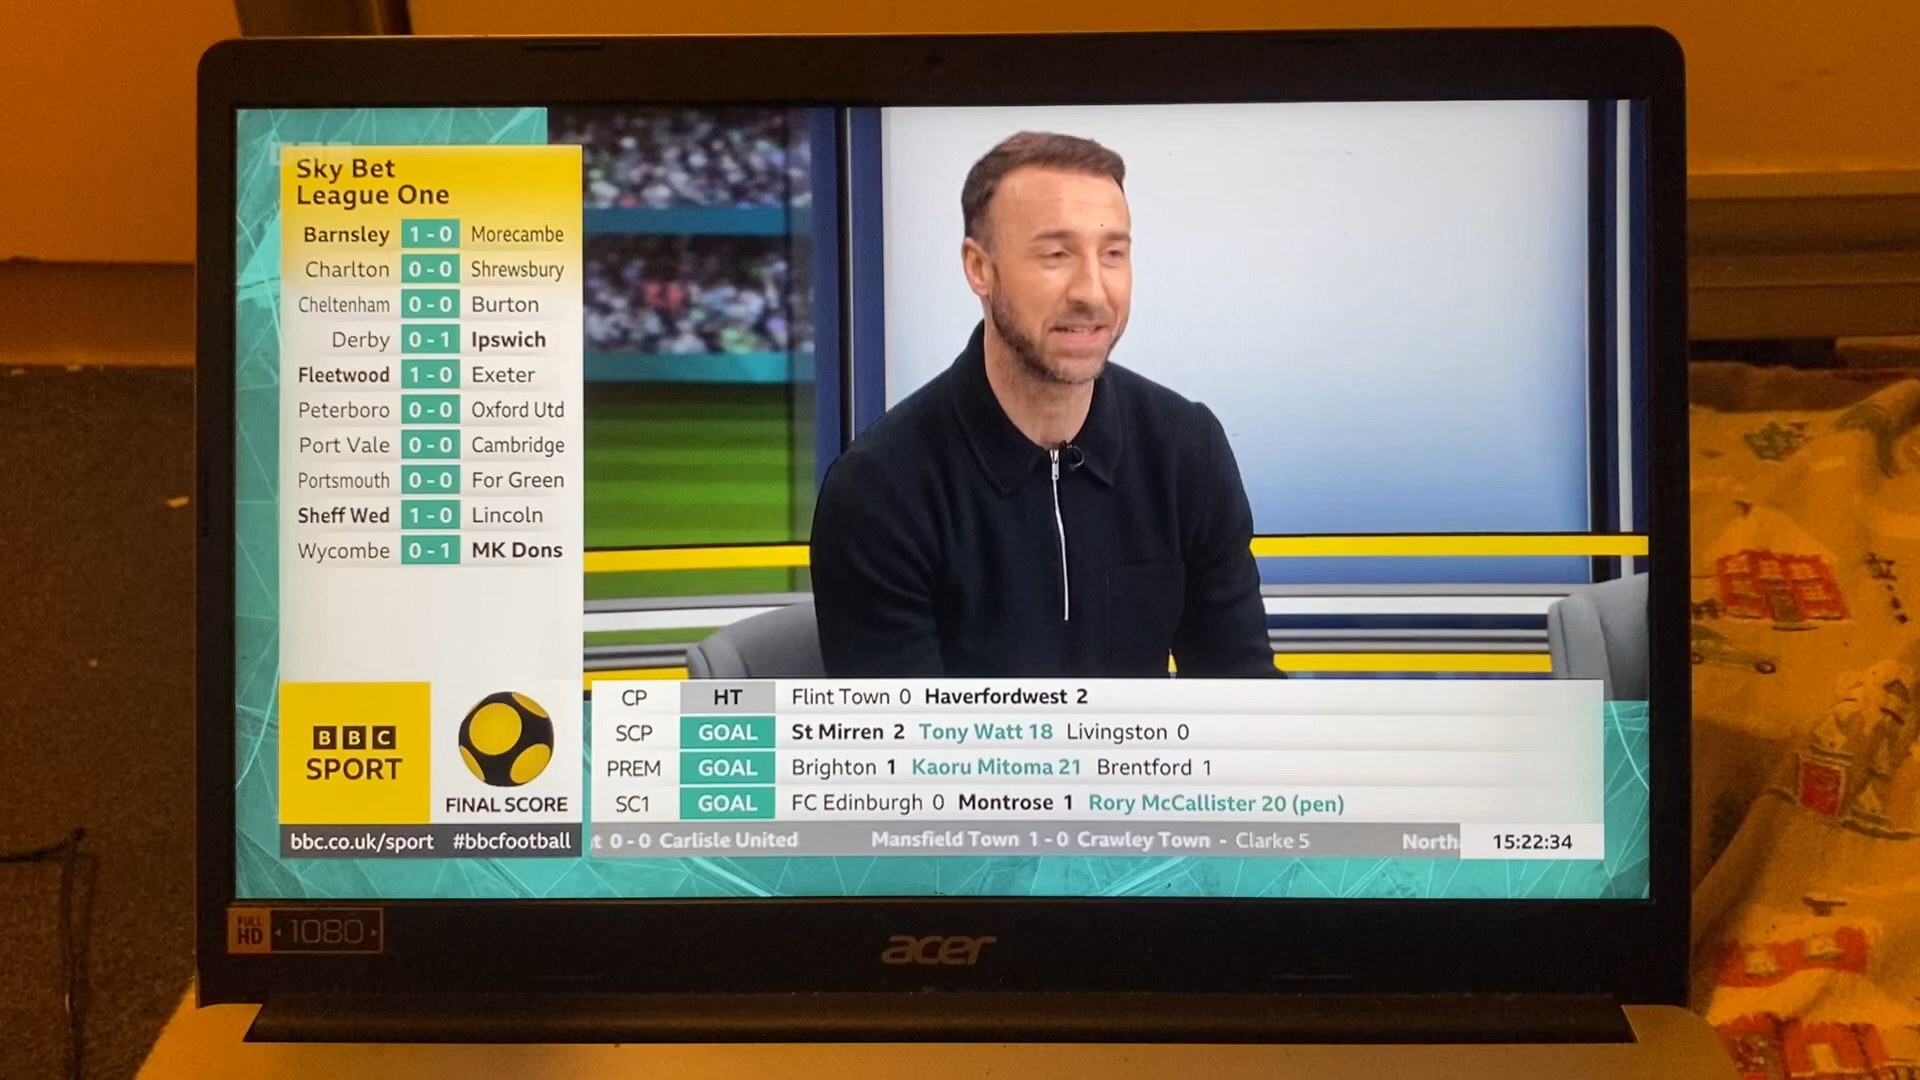 Sky Bet
League One
Barnsley 1 - 0 Morecambe
Charlton 0 - 0 Shrewsbury
Cheltenham 0 - 0 Burton
Derby 0 - 1 Ipswich
Fleetwood 1 - 0 Exeter
Peterboro 0 - 0 Oxford Utd
Port Vale 0 - 0 Cambridge
Portsmouth 0 - 0 For Green
Sheff Wed 1 - 0 Lincoln
Wycombe 0 - 1 MK Dons
BBC
SPORT
FINAL SCORE
bbc.co.uk/sport #bbcfootball
CP HT Flint Town 0 Haverfordwest 2
SCP GOAL St Mirren 2 Tony Watt 18 Livingston 0
PREM GOAL Brighton 1 Kaoru Mitoma 21 Brentford 1
SC1 GOAL FC Edinburgh 0 Montrose 1 Rory McCallister 20 (pen)
t 0 - 0 Carlisle United Mansfield Town 1 - 0 Crawley Town - Clarke 5 North 15:22:34
FULL
HD 1080
acer